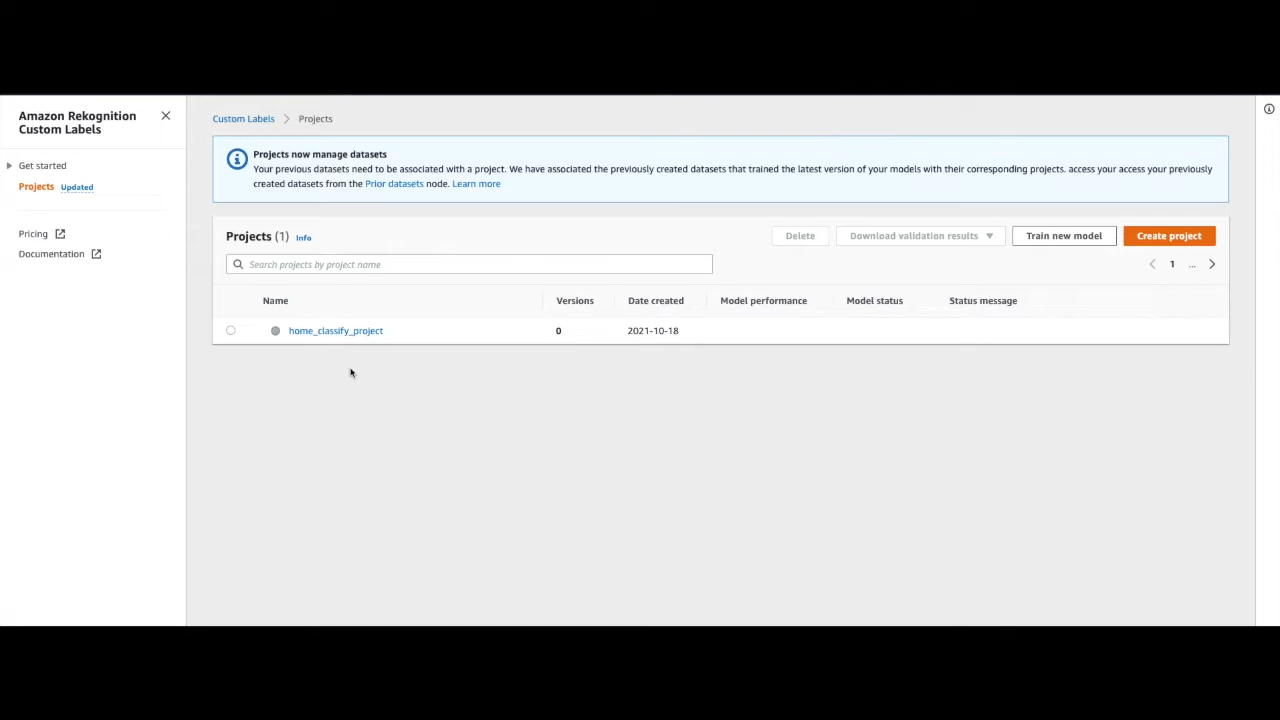 Amazon Rekognition
Custom Labels
Get started
Projects Updated
Pricing
Documentation
Custom Labels Projects
Projects now manage datasets
Your previous datasets need to be associated with a project. We have associated the previously created datasets that trained the latest version of your models with their corresponding projects. access your access your previously
created datasets from the Prior datasets node. Learn more
Projects (1) Info
Delete Download validation results Train new model Create project
Search projects by project name
1 ...
Name Versions Date created Model performance Model status Status message
home_classify_project 0 2021-10-18